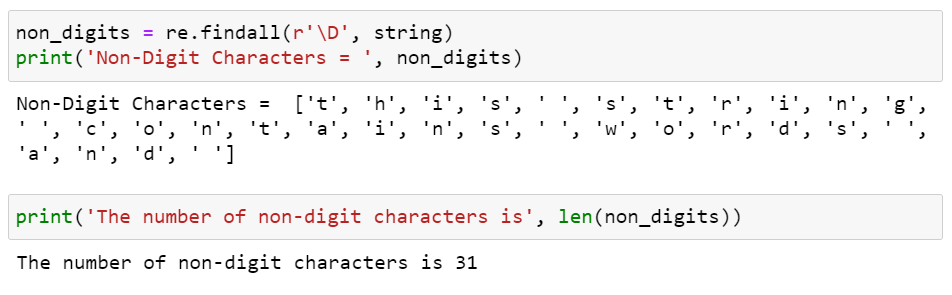 non_digits = re.findall(r'\D', string)
print('Non-Digit Characters = ', non_digits)
Non-Digit Characters =  ['t', 'h', 'i', 's', ' ', 's', 't', 'r', 'i', 'n', 'g',
' ', 'c', 'o', 'n', 't', 'a', 'i', 'n', 's', ' ', 'w', 'o', 'r', 'd', 's', ' ',
'a', 'n', 'd', ' ']
print('The number of non-digit characters is', len(non_digits))
The number of non-digit characters is 31